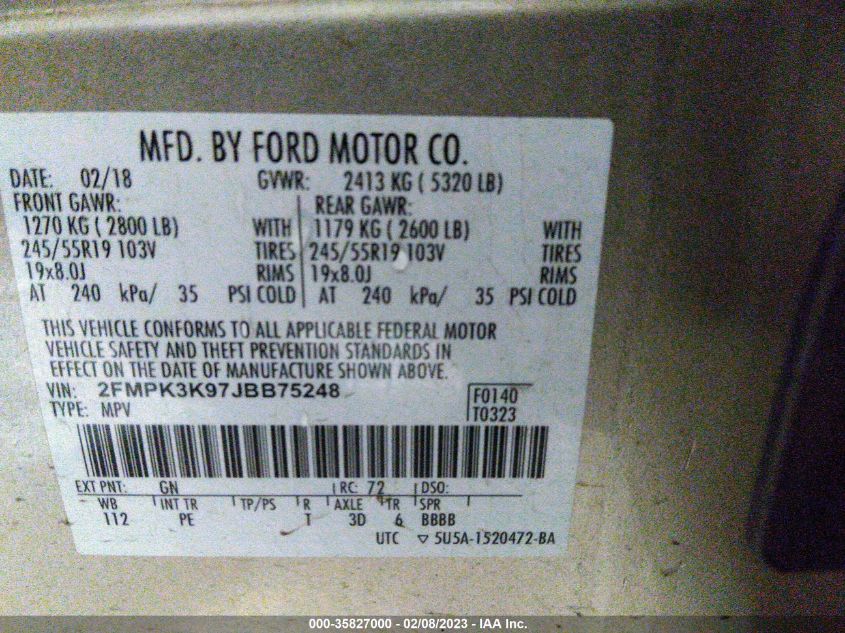 MFD. BY FORD MOTOR CO.
DATE: 02/18 GVWR: 2413 KG ( 5320 LB)
FRONT GAWR: REAR GAWR:
1270 KG ( 2800 LB) WITH 1179 KG ( 2600 LB) WITH
245/55R19 103V TIRES 245/55R19 103V TIRES
19x8.0J RIMS 19x8.0J RIMS
AT 240 kPa/ 35 PSI COLD AT 240 kPa/ 35 PSI COLD
THIS VEHICLE CONFORMS TO ALL APPLICABLE FEDERAL MOTOR
VEHICLE SAFETY AND THEFT PREVENTION STANDARDS IN
EFFECT ON THE DATE OF MANUFACTURE SHOWN ABOVE.
VIN: 2FMPK3K97JBB75248 F0140
TYPE: MPV T0323
EXT PNT: GN RC: 72 DSO:
WB INT TR TP/PS R AXLE TR SPR
112 PE T 3D 6 BBBB
UTC ▽ 5U5A-1520472-BA
000-35827000 - 02/08/2023 - IAA Inc.